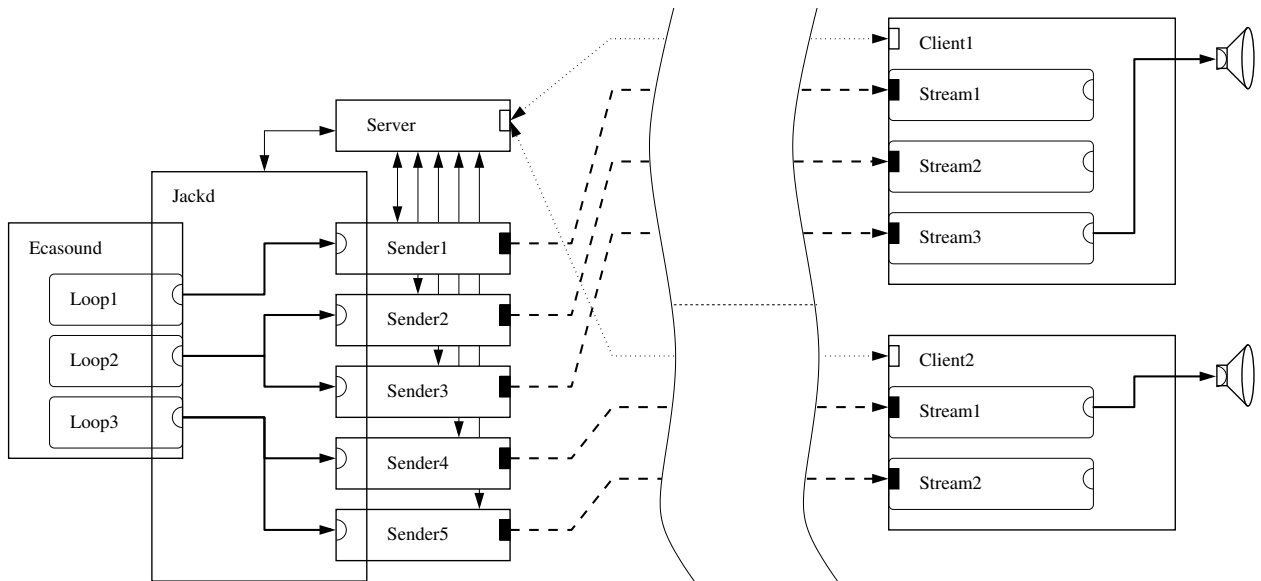 Server
Jackd
Ecasound
Loop1
Loop2
Loop3
Sender1
Sender2
Sender3
Sender4
Sender5
Client1
Stream1
Stream2
Stream3
Client2
Stream1
Stream2